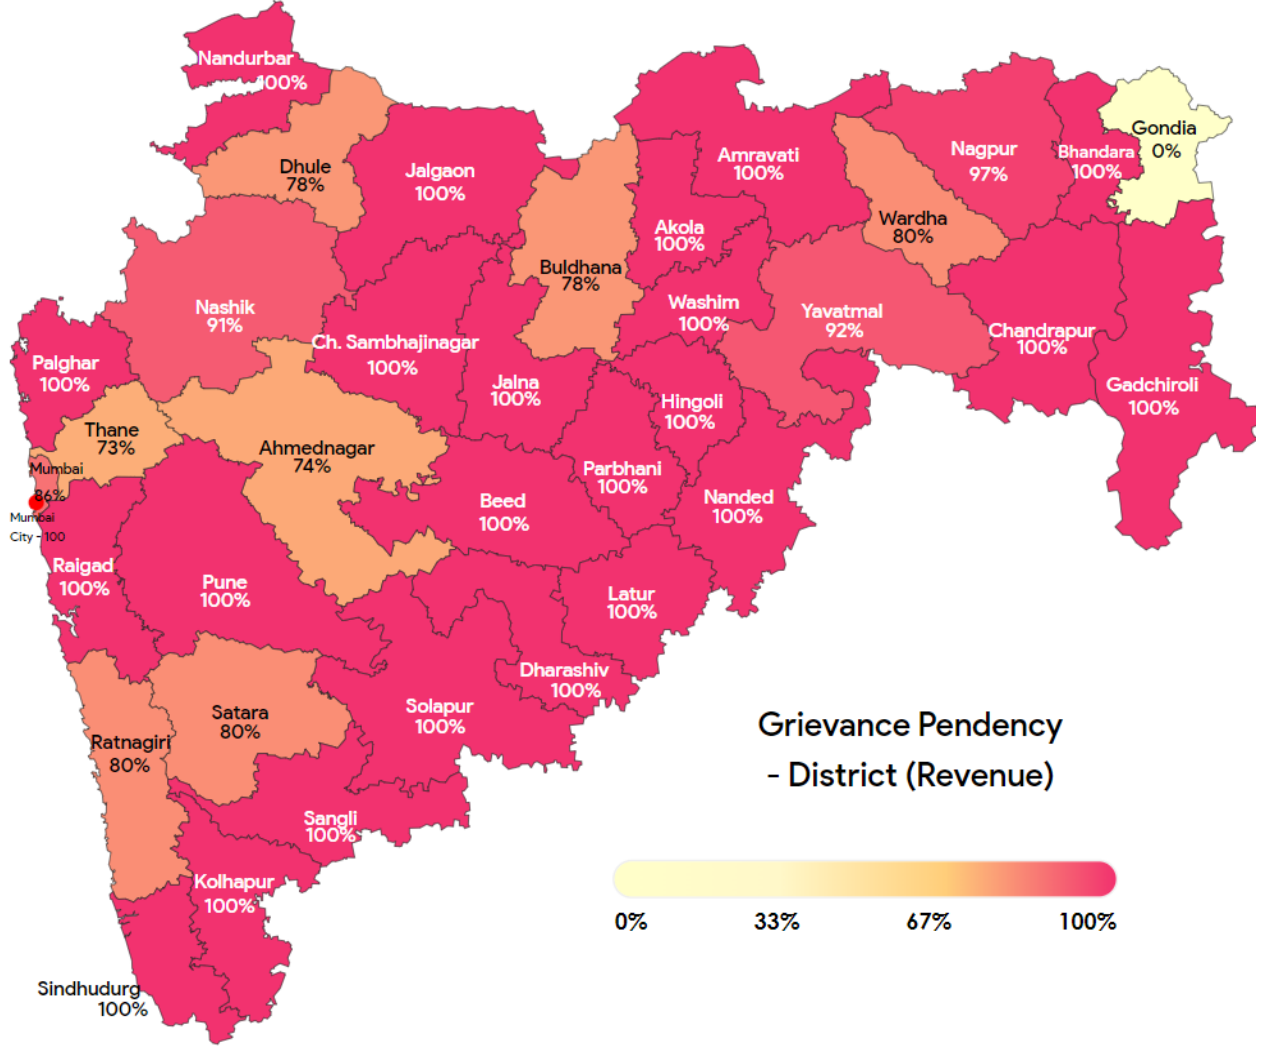 Nandurbar
100%
Dhule
78%
Jalgaon
100%
Amravati
100%
Nagpur
97%
Bhandara
100%
Gondia
0%
Wardha
80%
Akola
100%
Buldhana
78%
Nashik
91%
Washim
100%
Yavatmal
92%
Chandrapur
100%
Gadchiroli
100%
Ch. Sambhajinagar
100%
Palghar
100%
Jalna
100%
Hingoli
100%
Thane
73%
Ahmednagar
74%
Parbhani
100%
Mumbai
86%
Mumbai
City - 100
Beed
100%
Nanded
100%
Raigad
100%
Pune
100%
Latur
100%
Dharashiv
100%
Satara
80%
Solapur
100%
Ratnagiri
80%
Sangli
100%
Kolhapur
100%
Sindhudurg
100%
Grievance Pendency
- District (Revenue)
0% 33% 67% 100%